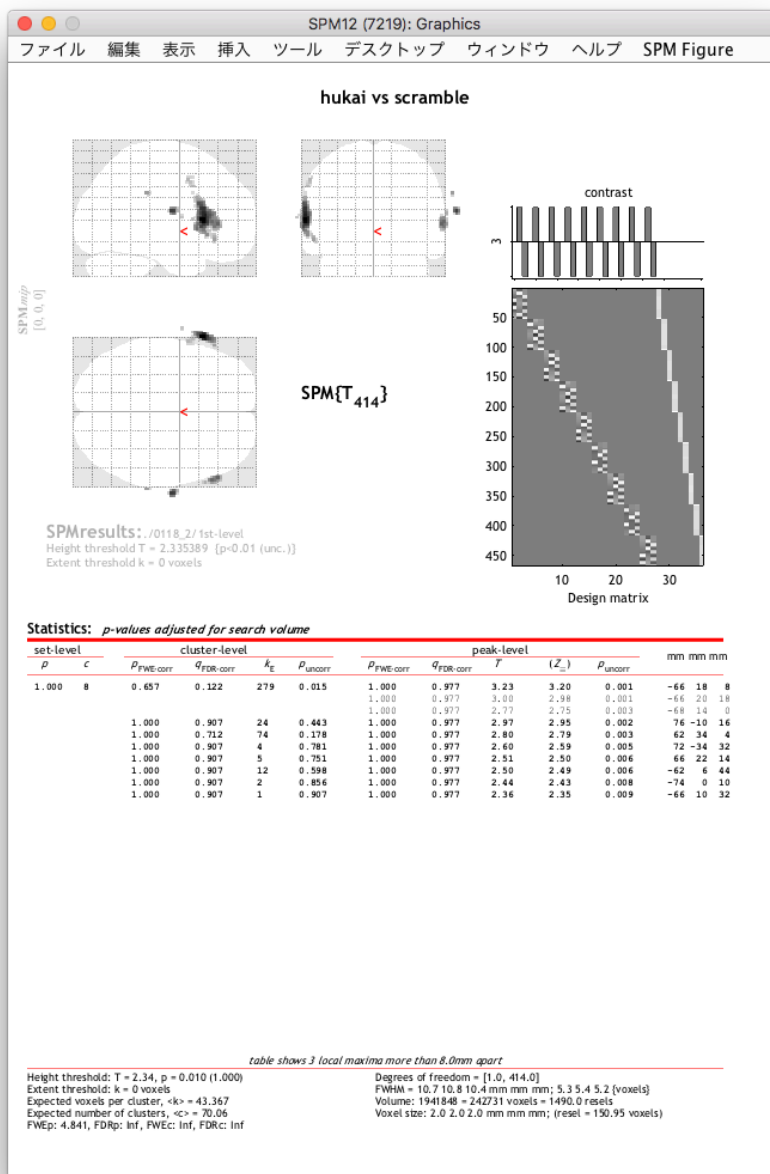 SPM12 (7219): Graphics
ファイル 編集 表示 挿入 ツール デスクトップ ウィンドウ ヘルプ SPM Figure
hukai vs scramble
contrast
3
SPMmip
[0, 0, 0]
<
<
<
SPM{T414}
50
100
150
200
250
300
350
400
450
10 20 30
Design matrix
SPMresults: ./0118_2/1st-level
Height threshold T = 2.335389 {p<0.01 (unc.)}
Extent threshold k = 0 voxels
Statistics: p-values adjusted for search volume
set-level cluster-level peak-level mm mm mm
p c pFWE-corr qFDR-corr kE puncorr pFWE-corr qFDR-corr T (Z≡) puncorr
1.000 8 0.657 0.122 279 0.015 1.000 0.977 3.23 3.20 0.001 -66 18 8
1.000 0.977 3.00 2.98 0.001 -66 20 18
1.000 0.977 2.77 2.75 0.003 -68 14 0
1.000 0.907 24 0.443 1.000 0.977 2.97 2.95 0.002 76 -10 16
1.000 0.712 74 0.178 1.000 0.977 2.80 2.79 0.003 62 34 4
1.000 0.907 4 0.781 1.000 0.977 2.60 2.59 0.005 72 -34 32
1.000 0.907 5 0.751 1.000 0.977 2.51 2.50 0.006 66 22 14
1.000 0.907 12 0.598 1.000 0.977 2.50 2.49 0.006 -62 6 44
1.000 0.907 2 0.856 1.000 0.977 2.44 2.43 0.008 -74 0 10
1.000 0.907 1 0.907 1.000 0.977 2.36 2.35 0.009 -66 10 32
table shows 3 local maxima more than 8.0mm apart
Height threshold: T = 2.34, p = 0.010 (1.000)
Extent threshold: k = 0 voxels
Expected voxels per cluster, <k> = 43.367
Expected number of clusters, <c> = 70.06
FWEp: 4.841, FDRp: Inf, FWEc: Inf, FDRc: Inf
Degrees of freedom = [1.0, 414.0]
FWHM = 10.7 10.8 10.4 mm mm mm; 5.3 5.4 5.2 {voxels}
Volume: 1941848 = 242731 voxels = 1490.0 resels
Voxel size: 2.0 2.0 2.0 mm mm mm; (resel = 150.95 voxels)